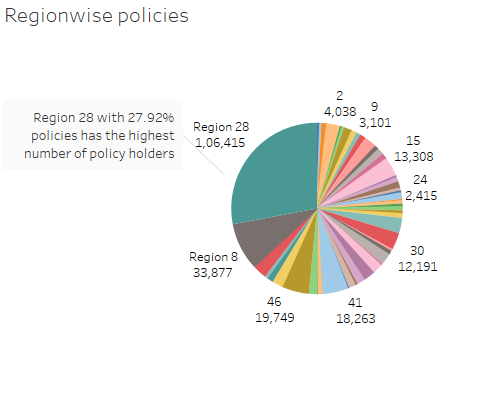 Regionwise policies
Region 28 with 27.92%
policies has the highest
number of policy holders
Region 28
1,06,415
2
4,038
9
3,101
15
13,308
24
2,415
30
12,191
41
18,263
46
19,749
Region 8
33,877